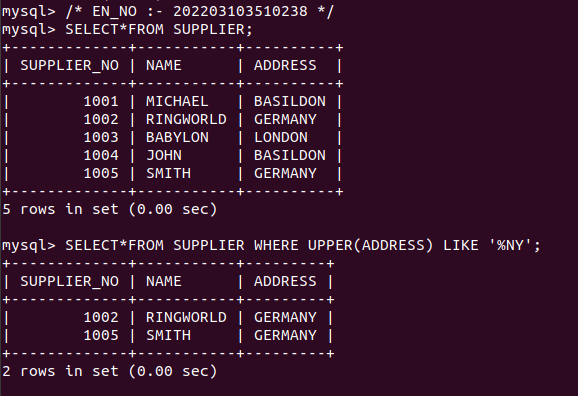 mysql> /* EN_NO :- 202203103510238 */
mysql> SELECT*FROM SUPPLIER;
+-------------+-----------+----------+
| SUPPLIER_NO | NAME      | ADDRESS  |
+-------------+-----------+----------+
|        1001 | MICHAEL   | BASILDON |
|        1002 | RINGWORLD | GERMANY  |
|        1003 | BABYLON   | LONDON   |
|        1004 | JOHN      | BASILDON |
|        1005 | SMITH     | GERMANY  |
+-------------+-----------+----------+
5 rows in set (0.00 sec)

mysql> SELECT*FROM SUPPLIER WHERE UPPER(ADDRESS) LIKE '%NY';
+-------------+-----------+---------+
| SUPPLIER_NO | NAME      | ADDRESS |
+-------------+-----------+---------+
|        1002 | RINGWORLD | GERMANY |
|        1005 | SMITH     | GERMANY |
+-------------+-----------+---------+
2 rows in set (0.00 sec)